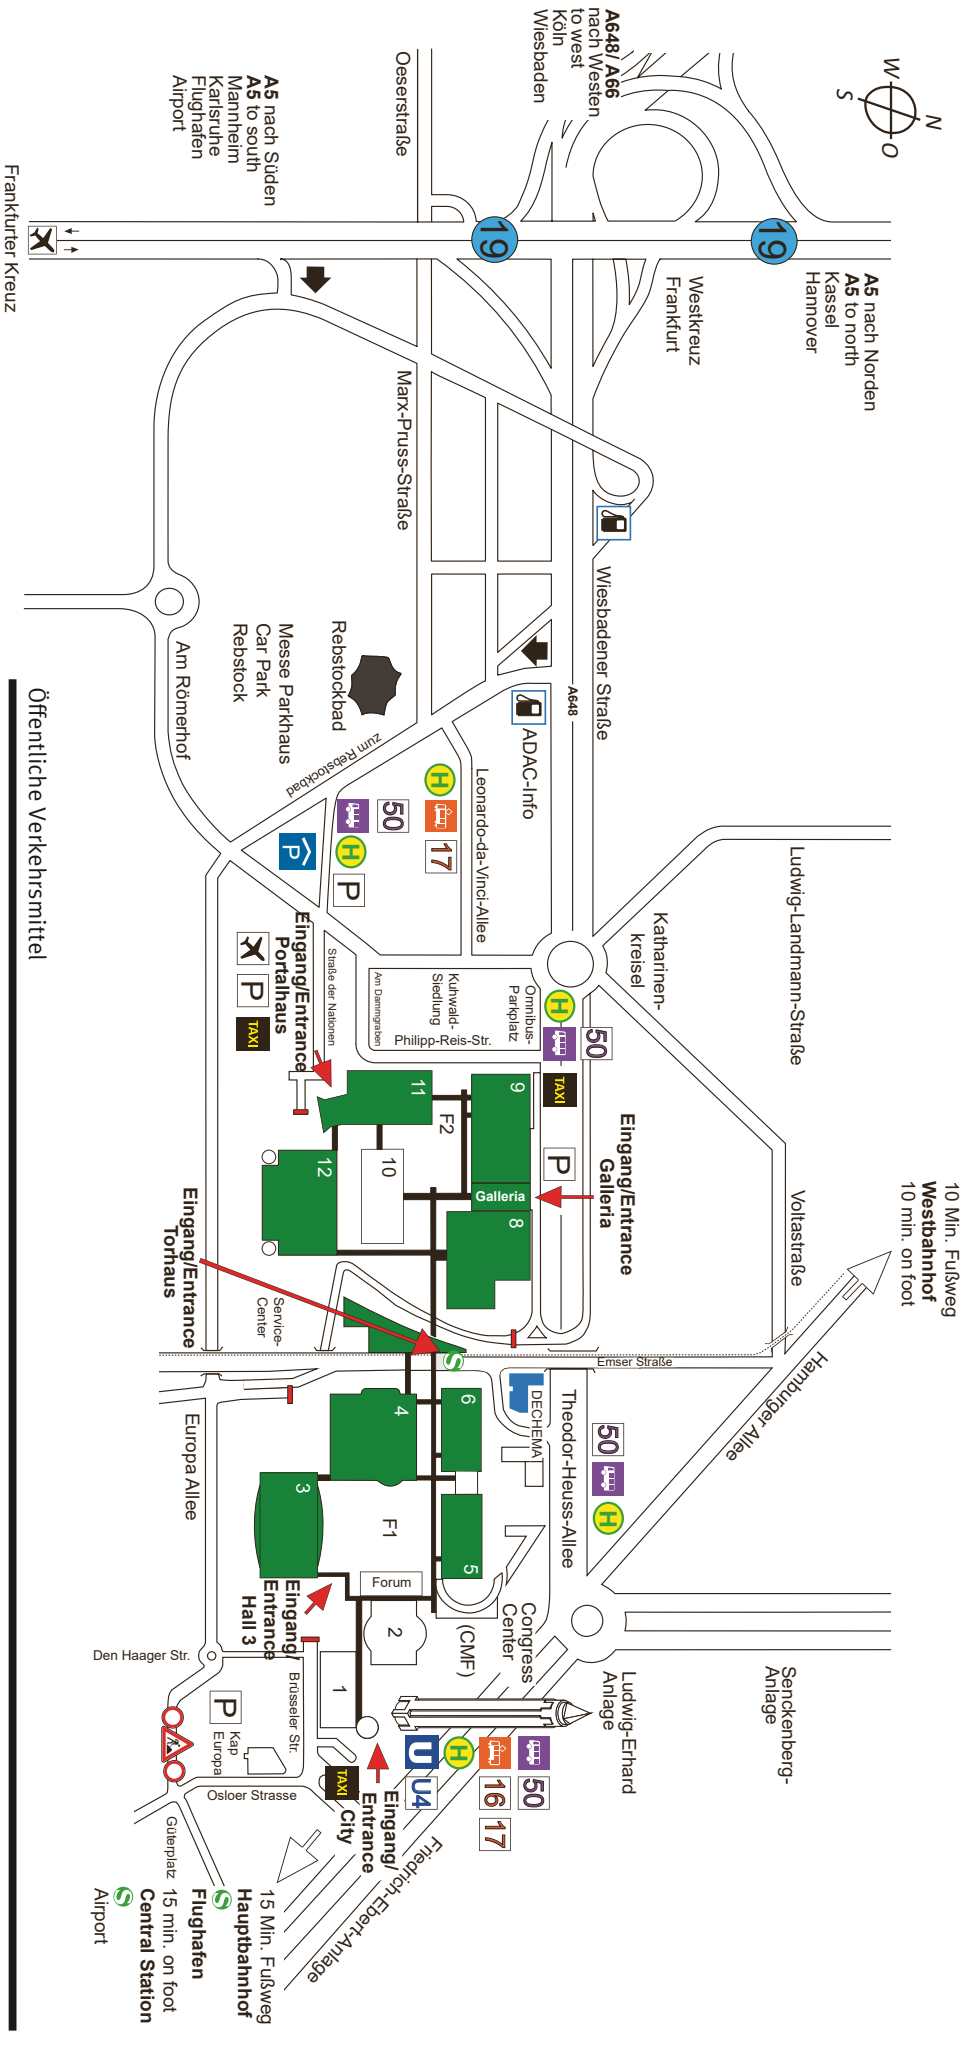 W
N
S
O
A648/ A66
nach Westen
to west
Köln
Wiesbaden
Oeserstraße
A5 nach Süden
A5 to south
Mannheim
Karlsruhe
Flughafen
Airport
Frankfurter Kreuz
19
19
A5 nach Norden
A5 to north
Kassel
Hannover
Westkreuz
Frankfurt
Marx-Pruss-Straße
Wiesbadener Straße
A648
ADAC-Info
Rebstockbad
Messe Parkhaus
Car Park
Rebstock
Am Römerhof
zum Rebstockbad
Leonardo-da-Vinci-Allee
H
17
50
H
P
P
Ludwig-Landmann-Straße
Katharinen-
kreisel
Voltastraße
Omnibus-
Parkplatz
Kuhwald-
Siedlung
Philipp-Reis-Str.
Am Dammgraben
Straße der Nationen
Eingang/Entrance
Portalhaus
P
TAXI
H
50
TAXI
P
Eingang/Entrance
Galleria
10 Min. Fußweg
Westbahnhof
10 min. on foot
9
11
F2
10
12
Galleria
8
Eingang/Entrance
Torhaus
Service-
Center
S
Emser Straße
Hamburger Allee
DECHEMA
Theodor-Heuss-Allee
50
H
6
4
5
3
F1
Europa Allee
Forum
2
1
Eingang/
Entrance
Hall 3
Congress
Center
(CMF)
Ludwig-Erhard
Anlage
Senckenberg-
Anlage
Den Haager Str.
Brüsseler Str.
P
Kap
Europa
Osloer Strasse
Güterplatz
TAXI
Eingang/
Entrance
City
50
16
17
H
U
U4
Friedrich-Ebert-Anlage
15 Min. Fußweg
Hauptbahnhof
S
Flughafen
15 min. on foot
Central Station
S
Airport
Öffentliche Verkehrsmittel